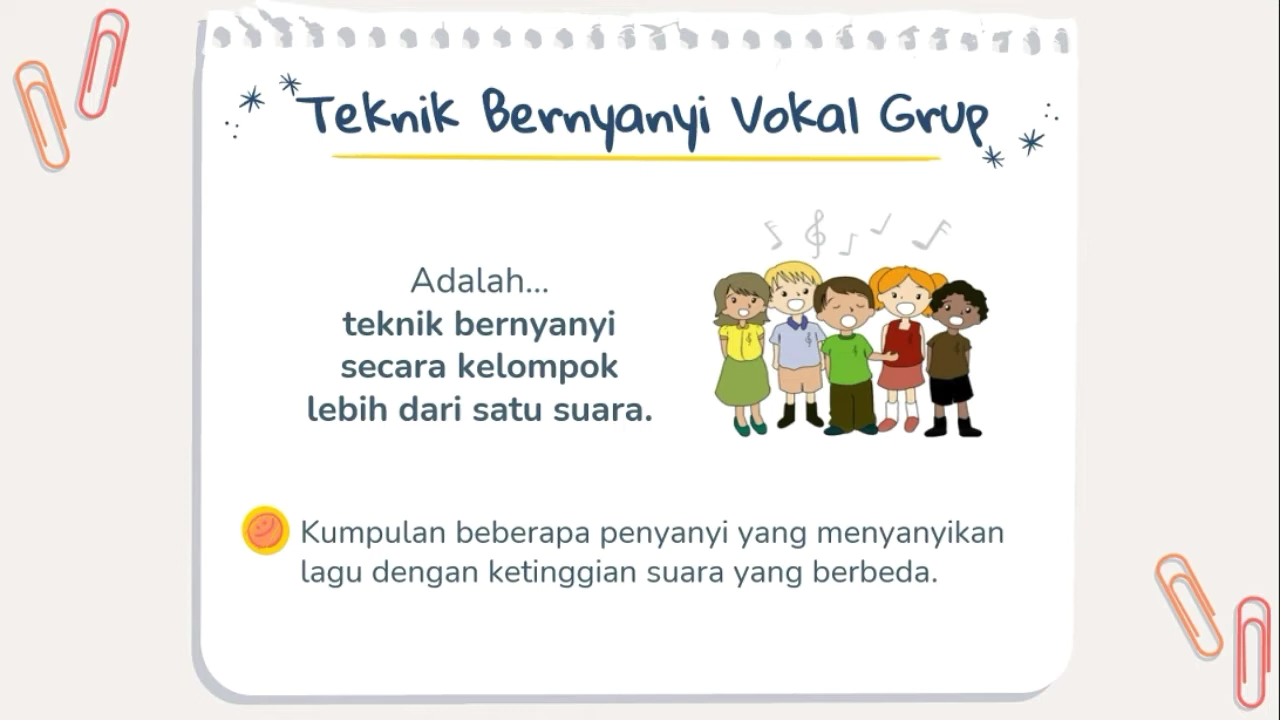 Teknik Bernyanyi Vokal Grup
Adalah...
teknik bernyanyi
secara kelompok
lebih dari satu suara.
Kumpulan beberapa penyanyi yang menyanyikan
lagu dengan ketinggian suara yang berbeda.